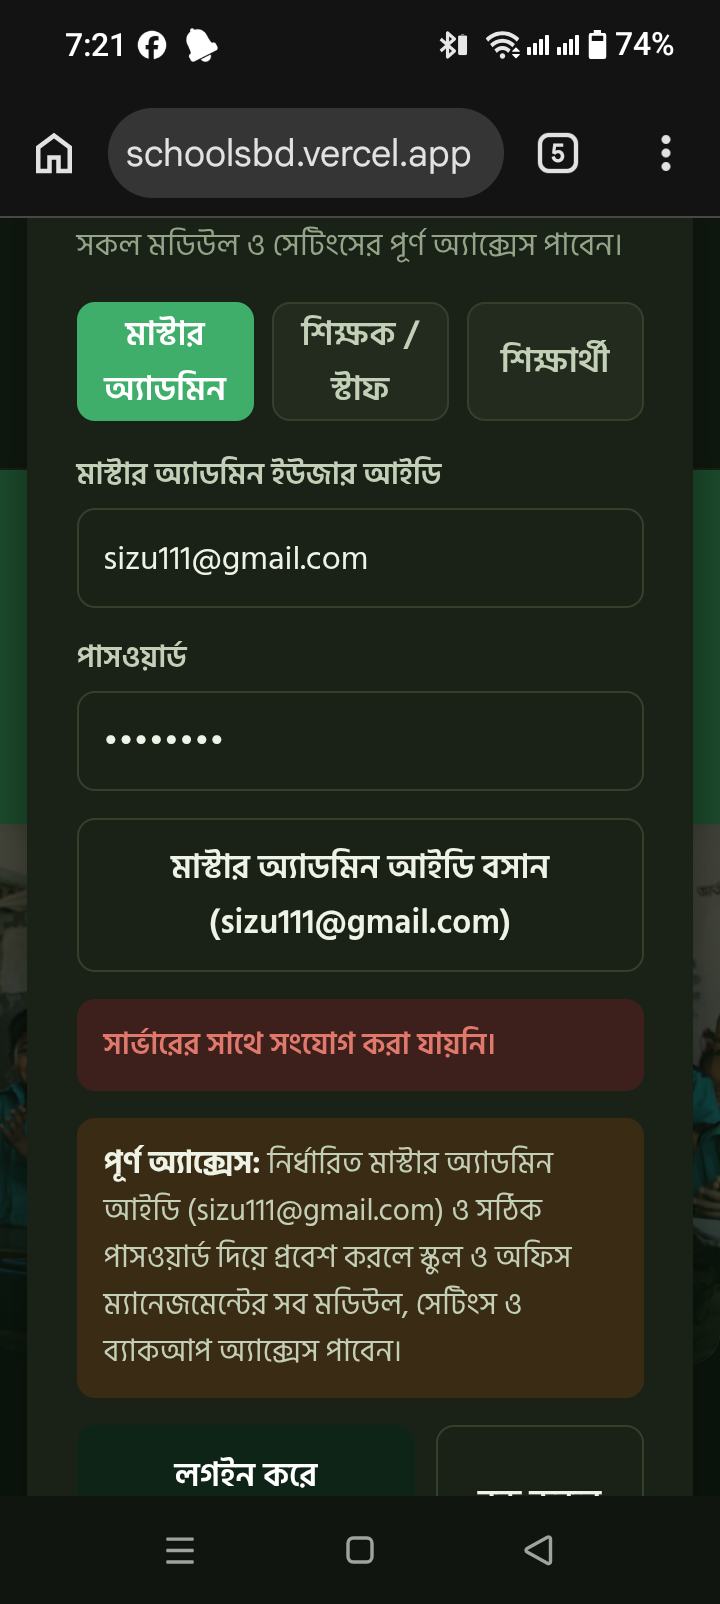 7:21
74%
schoolsbd.vercel.app
5
সকল মডিউল ও সেটিংসের পূর্ণ অ্যাক্সেস পাবেন।
মাস্টার
অ্যাডমিন
শিক্ষক /
স্টাফ
শিক্ষার্থী
মাস্টার অ্যাডমিন ইউজার আইডি
sizu111@gmail.com
পাসওয়ার্ড
মাস্টার অ্যাডমিন আইডি বসান
(sizu111@gmail.com)
সার্ভারের সাথে সংযোগ করা যায়নি।
পূর্ণ অ্যাক্সেস: নির্ধারিত মাস্টার অ্যাডমিন
আইডি (sizu111@gmail.com) ও সঠিক
পাসওয়ার্ড দিয়ে প্রবেশ করলে স্কুল ও অফিস
ম্যানেজমেন্টের সব মডিউল, সেটিংস ও
ব্যাকআপ অ্যাক্সেস পাবেন।
লগইন করে